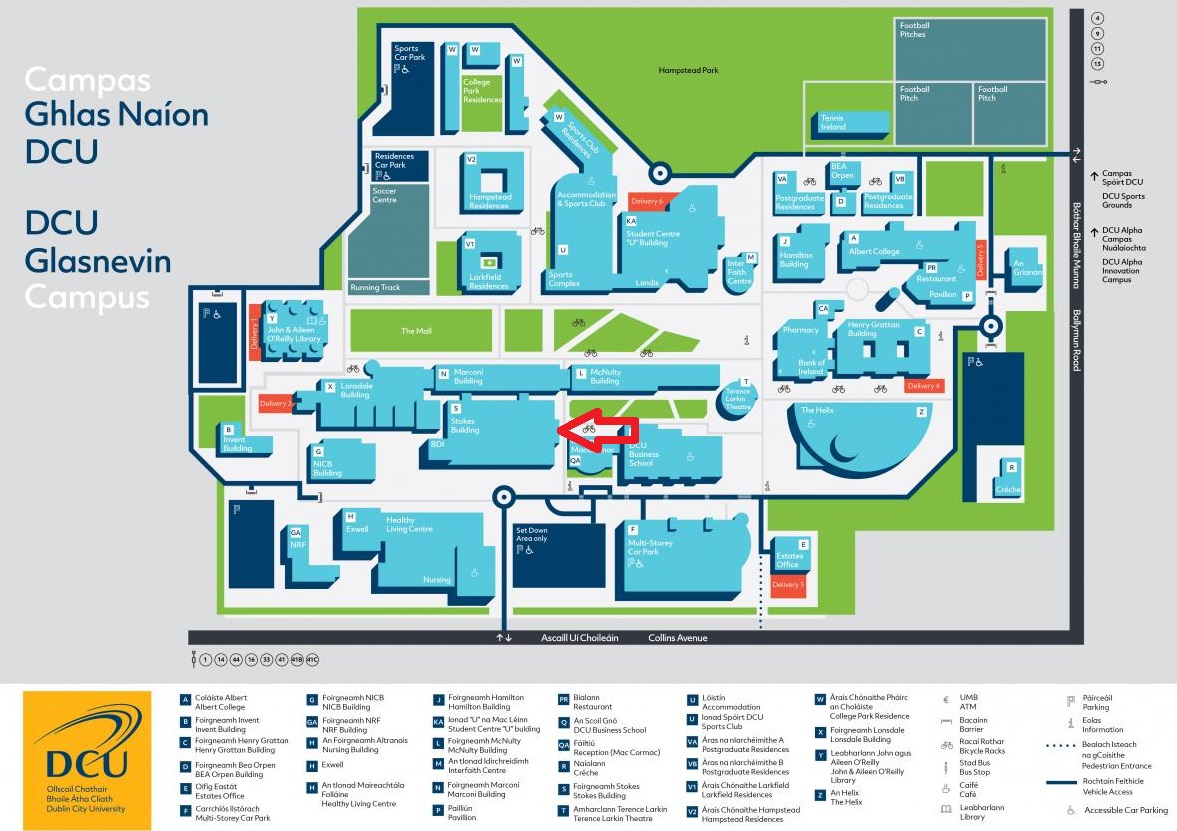 Campas
Ghlas Naíon
DCU
DCU
Glasnevin
Campus
Sports
Car Park
W
W
W
College
Park
Residences
W
Sports Club
Residences
Hampstead Park
Football
Pitches
Football
Pitch
Football
Pitch
Tennis
Ireland
4
9
11
13
Residences
Car Park
Soccer
Centre
Running Track
V2
Hampstead
Residences
V1
Larkfield
Residences
Accommodation
& Sports Club
U
Sports
Complex
Delivery 6
KA
Student Centre
"U" Building
Londis
Inter
Faith
Centre
M
VA
Postgraduate
Residences
BEA
Orpen
D
VB
Postgraduate
Residences
J
Hamilton
Building
A
Albert College
PR
Restaurant
Pavilion
P
Delivery 5
An
Grianán
Bóthar Bhaile Muna
Ballymun Road
Campas
Spóirt DCU
DCU Sports
Grounds
DCU Alpha
Campas
Nuálaíochta
DCU Alpha
Innovation
Campus
Delivery 1
Y
John & Aileen
O'Reilly Library
The Mall
CA
Pharmacy
€
Bank of
Ireland
Henry Grattan
Building
C
Delivery 4
X
Lonsdale
Building
N
Marconi
Building
L
McNulty
Building
T
Terence
Larkin
Theatre
Delivery 2
B
Invent
Building
G
NICB
Building
S
Stokes
Building
BDI
QA
DCU
Business
School
The Helix
Z
R
Crèche
GA
NRF
H
Exwell
Healthy
Living Centre
Nursing
Set Down
Area only
F
Multi-Storey
Car Park
E
Estates
Office
Delivery 3
Ascaill Uí Choileáin
Collins Avenue
1
14
44
16
33
41
41B
41C
DCU
Ollscoil Chathair
Bhaile Átha Cliath
Dublin City University
A Coláiste Albert
Albert College
B Foirgneamh Invent
Invent Building
C Foirgneamh Henry Grattan
Henry Grattan Building
D Foirgneamh Bea Orpen
BEA Orpen Building
E Oifig Eastát
Estates Office
F Carrchlós Ilstórach
Multi-Storey Car Park
G Foirgneamh NICB
NICB Building
GA Foirgneamh NRF
NRF Building
H An Foirgneamh Altranais
Nursing Building
H Exwell
H An tIonad Maireachtála
Folláine
Healthy Living Centre
J Foirgneamh Hamilton
Hamilton Building
KA Ionad "U" na Mac Léinn
Student Centre "U" building
L Foirgneamh McNulty
McNulty Building
M An tIonad Idirchreidimh
Interfaith Centre
N Foirgneamh Marconi
Marconi Building
P Pailliún
Pavillion
PR Bialann
Restaurant
Q An Scoil Gnó
DCU Business School
QA Fáiltiú
Reception (Mac Cormac)
R Naíolann
Crèche
S Foirgneamh Stokes
Stokes Building
T Amharclann Terence Larkin
Terence Larkin Theatre
U Lóistín
Accommodation
U Ionad Spóirt DCU
Sports Club
VA Áras na nIarchéimithe A
Postgraduate Residences
VB Áras na nIarchéimithe B
Postgraduate Residences
V1 Árais Chónaithe Larkfield
Larkfield Residences
V2 Árais Chónaithe Hampstead
Hampstead Residences
W Árais Chónaithe Pháirc
an Choláiste
College Park Residence
X Foirgneamh Lonsdale
Lonsdale Building
Y Leabharlann John agus
Aileen O'Reilly
John & Aileen O'Reilly
Library
Z An Helix
The Helix
€ UMB
ATM
Bacainn
Barrier
Racaí Rothar
Bicycle Racks
Stad Bus
Bus Stop
Caifé
Café
Leabharlann
Library
P Páirceáil
Parking
i Eolas
Information
Bealach Isteach
na gCoisithe
Pedestrian Entrance
Rochtain Feithicle
Vehicle Access
Accessible Car Parking